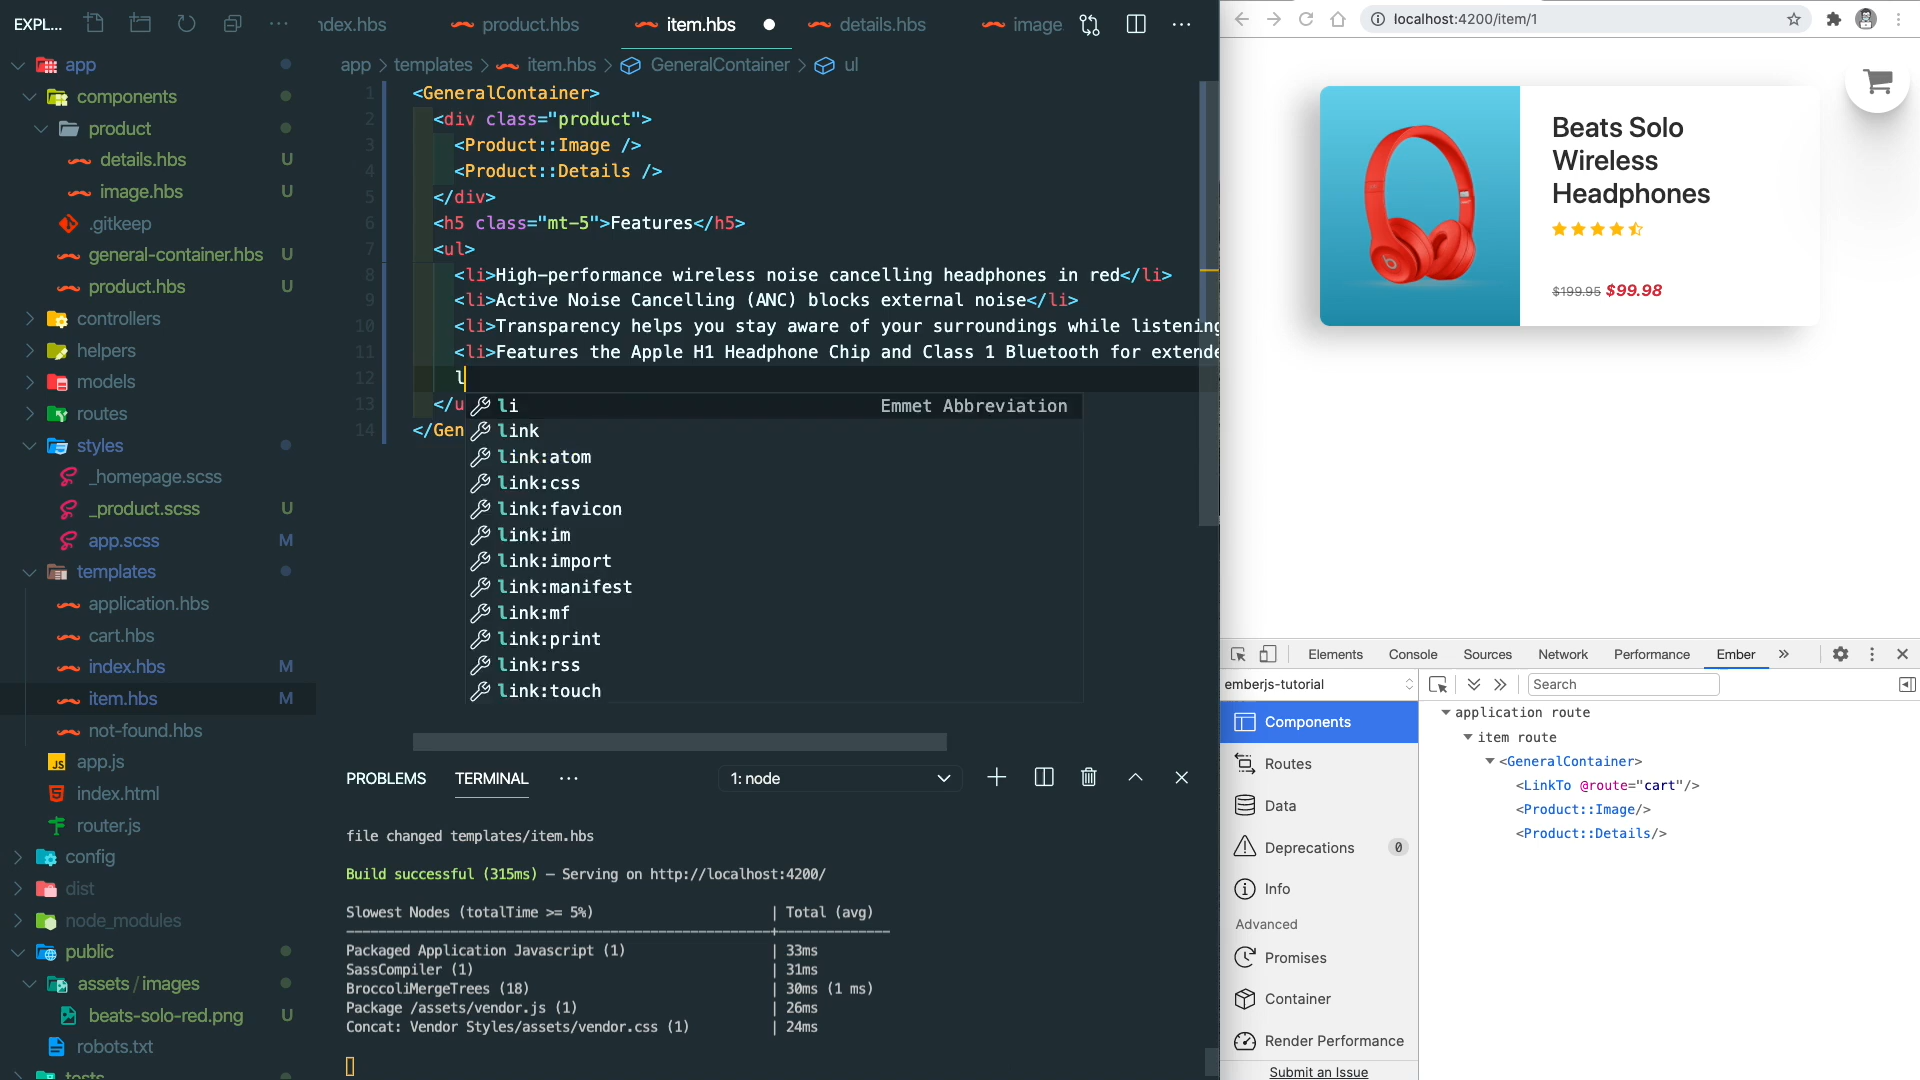 EXPL...
app
components
product
details.hbs U
image.hbs U
.gitkeep
general-container.hbs U
product.hbs U
controllers
helpers
models
routes
styles
_homepage.scss
_product.scss U
app.scss M
templates
application.hbs
cart.hbs
index.hbs M
item.hbs M
not-found.hbs
app.js
index.html
router.js
config
dist
node_modules
public
assets / images
beats-solo-red.png U
robots.txt
tests
ndex.hbs product.hbs item.hbs details.hbs image
app > templates > item.hbs > GeneralContainer > ul
1 <GeneralContainer>
2 <div class="product">
3 <Product::Image />
4 <Product::Details />
5 </div>
6 <h5 class="mt-5">Features</h5>
7 <ul>
8 <li>High-performance wireless noise cancelling headphones in red</li>
9 <li>Active Noise Cancelling (ANC) blocks external noise</li>
10 <li>Transparency helps you stay aware of your surroundings while listening
11 <li>Features the Apple H1 Headphone Chip and Class 1 Bluetooth for extende
12 l
13 </u
14 </Gen
li Emmet Abbreviation
link
link:atom
link:css
link:favicon
link:im
link:import
link:manifest
link:mf
link:print
link:rss
link:touch
PROBLEMS TERMINAL ... 1: node
file changed templates/item.hbs
Build successful (315ms) – Serving on http://localhost:4200/
Slowest Nodes (totalTime >= 5%) | Total (avg)
Packaged Application Javascript (1) | 33ms
SassCompiler (1) | 31ms
BroccoliMergeTrees (18) | 30ms (1 ms)
Package /assets/vendor.js (1) | 26ms
Concat: Vendor Styles/assets/vendor.css (1) | 24ms
localhost:4200/item/1
Beats Solo
Wireless
Headphones
$199.95 $99.98
Elements Console Sources Network Performance Ember »
emberjs-tutorial
Search
Components
Routes
Data
Deprecations 0
Info
Advanced
Promises
Container
Render Performance
Submit an Issue
application route
item route
<GeneralContainer>
<LinkTo @route="cart"/>
<Product::Image/>
<Product::Details/>